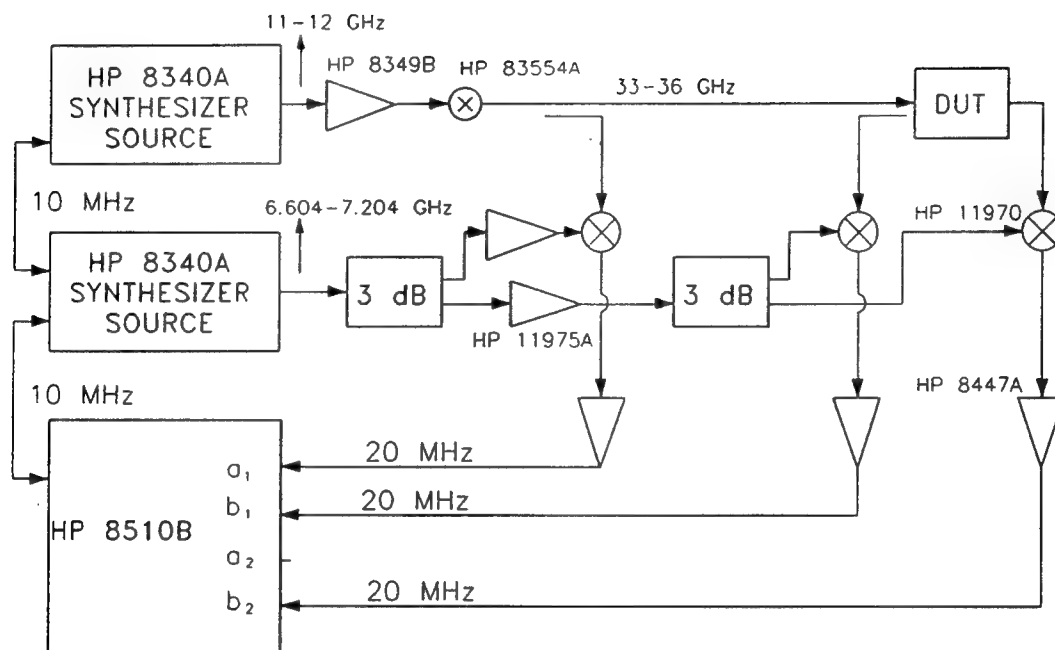 11-12 GHz
HP 8340A
SYNTHESIZER
SOURCE
HP 8349B
HP 83554A
33-36 GHz
DUT
10 MHz
6.604-7.204 GHz
HP 11970
HP 8340A
SYNTHESIZER
SOURCE
3 dB
3 dB
HP 11975A
10 MHz
HP 8447A
HP 8510B
a₁
20 MHz
b₁
20 MHz
a₂
b₂
20 MHz